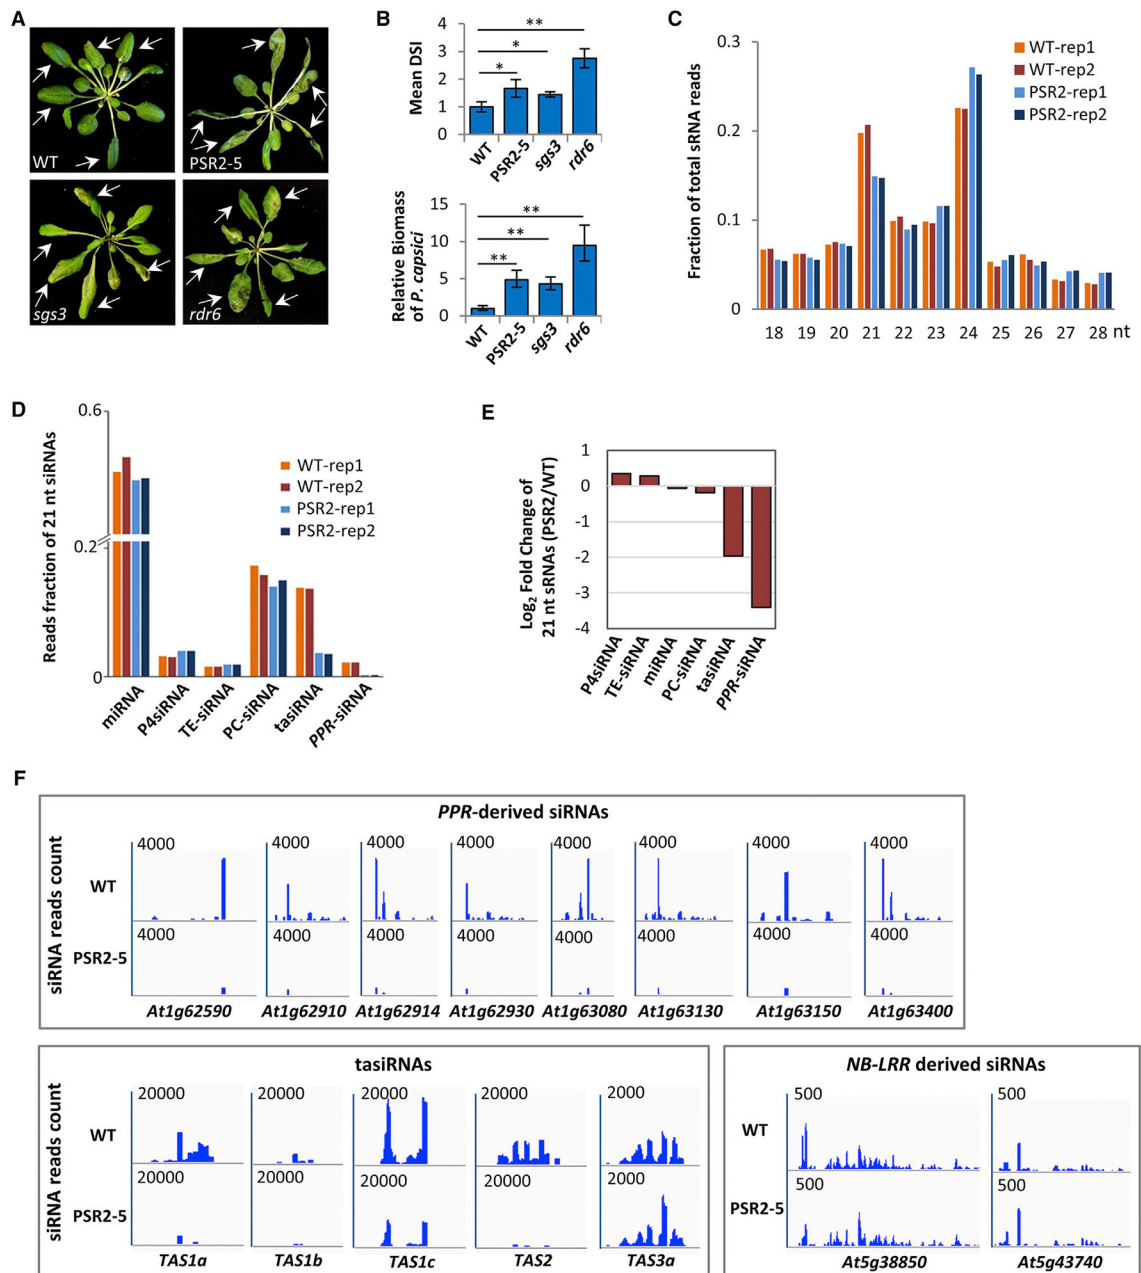 A
WT
PSR2-5
sgs3
rdr6
B
Mean DSI
4
3
2
1
0
**
*
*
WT
PSR2-5
sgs3
rdr6
Relative Biomass
of P. capsici
15
10
5
0
**
**
**
WT
PSR2-5
sgs3
rdr6
C
Fraction of total sRNA reads
0.3
0.2
0.1
0
WT-rep1
WT-rep2
PSR2-rep1
PSR2-rep2
18 19 20 21 22 23 24 25 26 27 28 nt
D
Reads fraction of 21 nt siRNAs
0.6
0.2
0
WT-rep1
WT-rep2
PSR2-rep1
PSR2-rep2
miRNA
P4siRNA
TE-siRNA
PC-siRNA
tasiRNA
PPR-siRNA
E
Log2 Fold Change of
21 nt sRNAs (PSR2/WT)
1
0
-1
-2
-3
-4
P4siRNA
TE-siRNA
miRNA
PC-siRNA
tasiRNA
PPR-siRNA
F
PPR-derived siRNAs
siRNA reads count
WT
4000 4000 4000 4000 4000 4000 4000 4000
PSR2-5
4000 4000 4000 4000 4000 4000 4000 4000
At1g62590 At1g62910 At1g62914 At1g62930 At1g63080 At1g63130 At1g63150 At1g63400
tasiRNAs
siRNA reads count
WT
20000 20000 20000 20000 2000
PSR2-5
20000 20000 20000 20000 2000
TAS1a TAS1b TAS1c TAS2 TAS3a
NB-LRR derived siRNAs
WT
500 500
PSR2-5
500 500
At5g38850 At5g43740